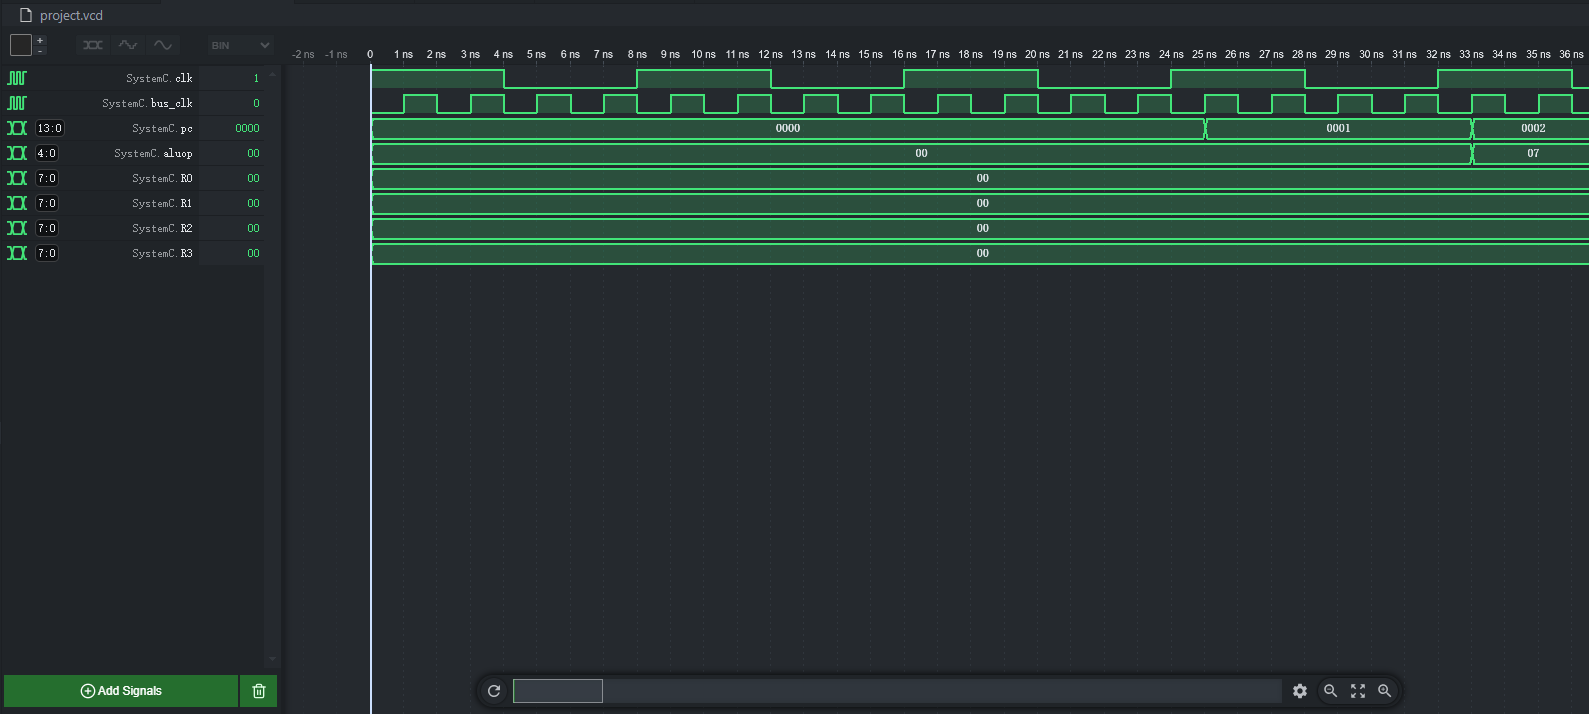 project.vcd
+
-
BIN
-2 ns -1 ns 0 1 ns 2 ns 3 ns 4 ns 5 ns 6 ns 7 ns 8 ns 9 ns 10 ns 11 ns 12 ns 13 ns 14 ns 15 ns 16 ns 17 ns 18 ns 19 ns 20 ns 21 ns 22 ns 23 ns 24 ns 25 ns 26 ns 27 ns 28 ns 29 ns 30 ns 31 ns 32 ns 33 ns 34 ns 35 ns 36 ns
SystemC.clk 1
SystemC.bus_clk 0
13:0 SystemC.pc 0000 0000 0001 0002
4:0 SystemC.aluop 00 00 07
7:0 SystemC.R0 00 00
7:0 SystemC.R1 00 00
7:0 SystemC.R2 00 00
7:0 SystemC.R3 00 00
Add Signals